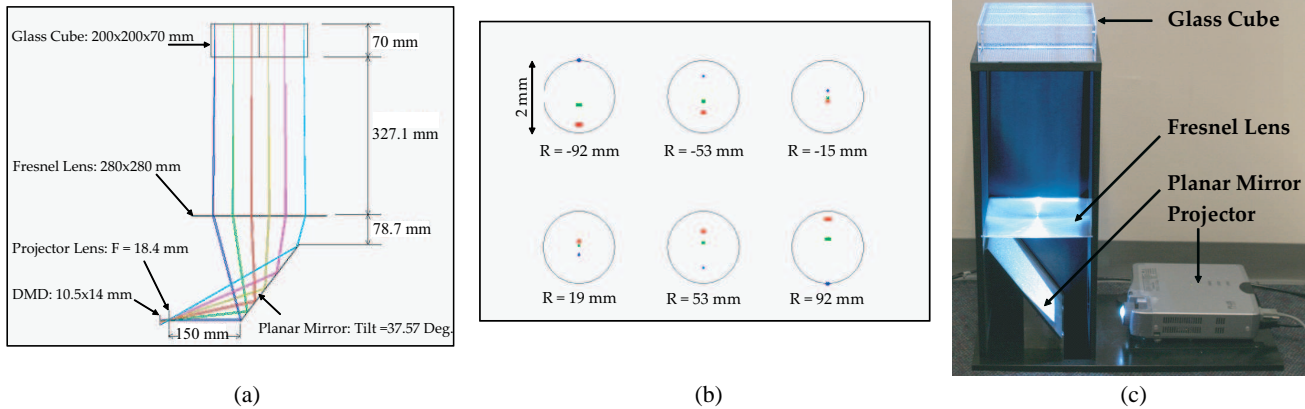 Glass Cube: 200x200x70 mm
70 mm
327.1 mm
Fresnel Lens: 280x280 mm
78.7 mm
Projector Lens: F = 18.4 mm
DMD: 10.5x14 mm
Planar Mirror: Tilt =37.57 Deg.
150 mm
(a)
2 mm
R = -92 mm
R = -53 mm
R = -15 mm
R = 19 mm
R = 53 mm
R = 92 mm
(b)
Glass Cube
Fresnel Lens
Planar Mirror
Projector
(c)